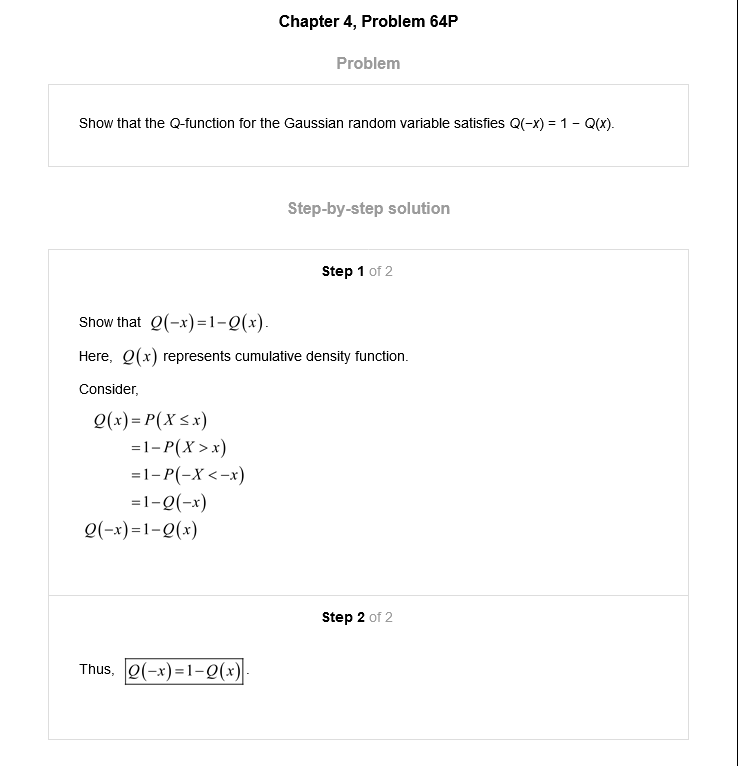 Chapter 4, Problem 64P
Problem
Show that the Q-function for the Gaussian random variable satisfies Q(−x) = 1 − Q(x).
Step-by-step solution
Step 1 of 2
Show that Q(−x)=1−Q(x).
Here, Q(x) represents cumulative density function.
Consider,
Q(x)=P(X≤x)
=1−P(X>x)
=1−P(−X<−x)
=1−Q(−x)
Q(−x)=1−Q(x)
Step 2 of 2
Thus, Q(−x)=1−Q(x).